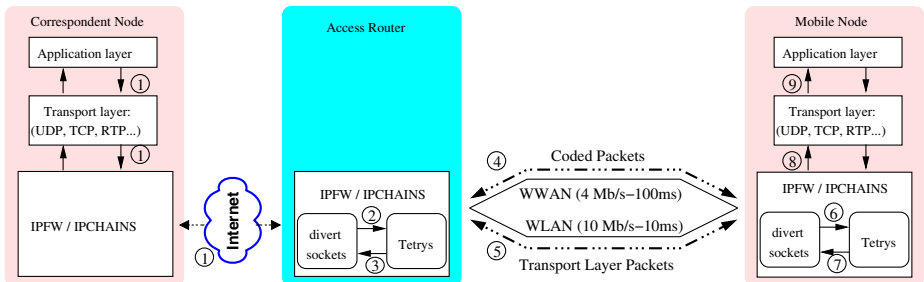 Correspondent Node
Application layer
①
Transport layer:
(UDP, TCP, RTP...)
①
IPFW / IPCHAINS
①
Internet
Access Router
IPFW / IPCHAINS
divert
sockets
②
③
Tetrys
④
Coded Packets
WWAN (4 Mb/s−100ms)
WLAN (10 Mb/s−10ms)
⑤
Transport Layer Packets
Mobile Node
Application layer
⑨
Transport layer:
(UDP, TCP, RTP...)
⑧
IPFW / IPCHAINS
divert
sockets
⑥
⑦
Tetrys